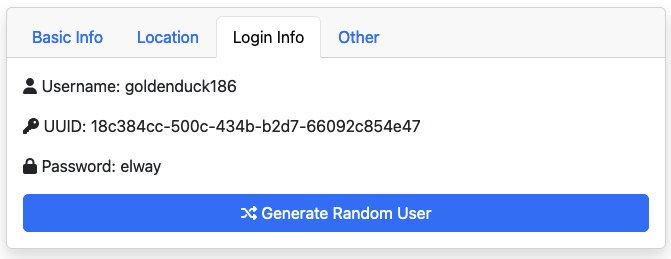 Basic Info Location Login Info Other
Username: goldenduck186
UUID: 18c384cc-500c-434b-b2d7-66092c854e47
Password: elway
Generate Random User